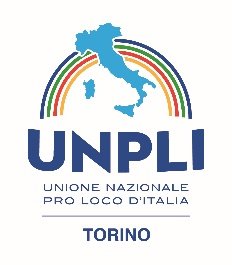 UNPLI
UNIONE NAZIONALE
PRO LOCO D'ITALIA
TORINO